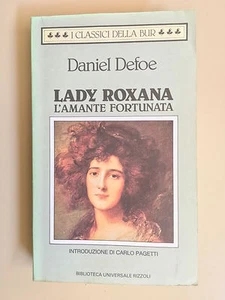 I CLASSICI DELLA BUR
Daniel Defoe
LADY ROXANA
L'AMANTE FORTUNATA
INTRODUZIONE DI CARLO PAGETTI
BIBLIOTECA UNIVERSALE RIZZOLI